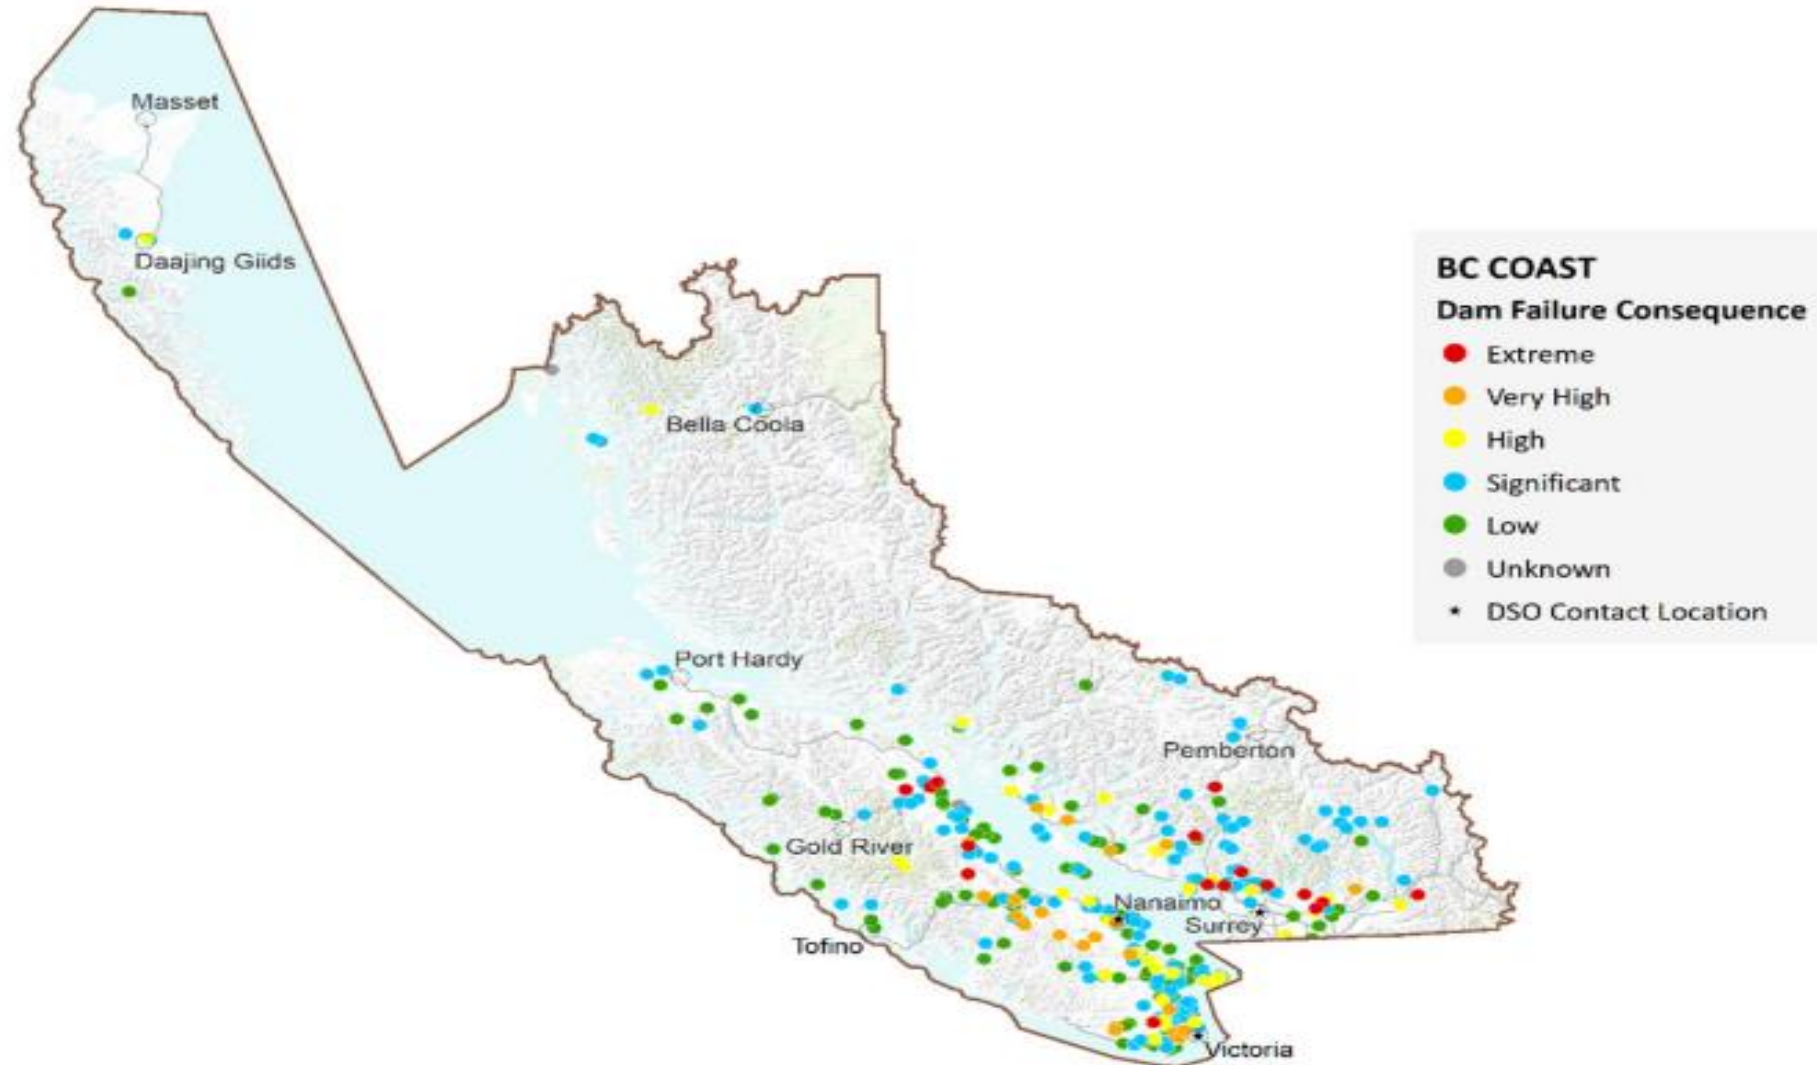 Masset
Daajing Giids
BC COAST
Dam Failure Consequence
Extreme
Very High
High
Significant
Low
Unknown
DSO Contact Location
Bella Coola
Port Hardy
Pemberton
Gold River
Nanaimo
Surrey
Tofino
Victoria